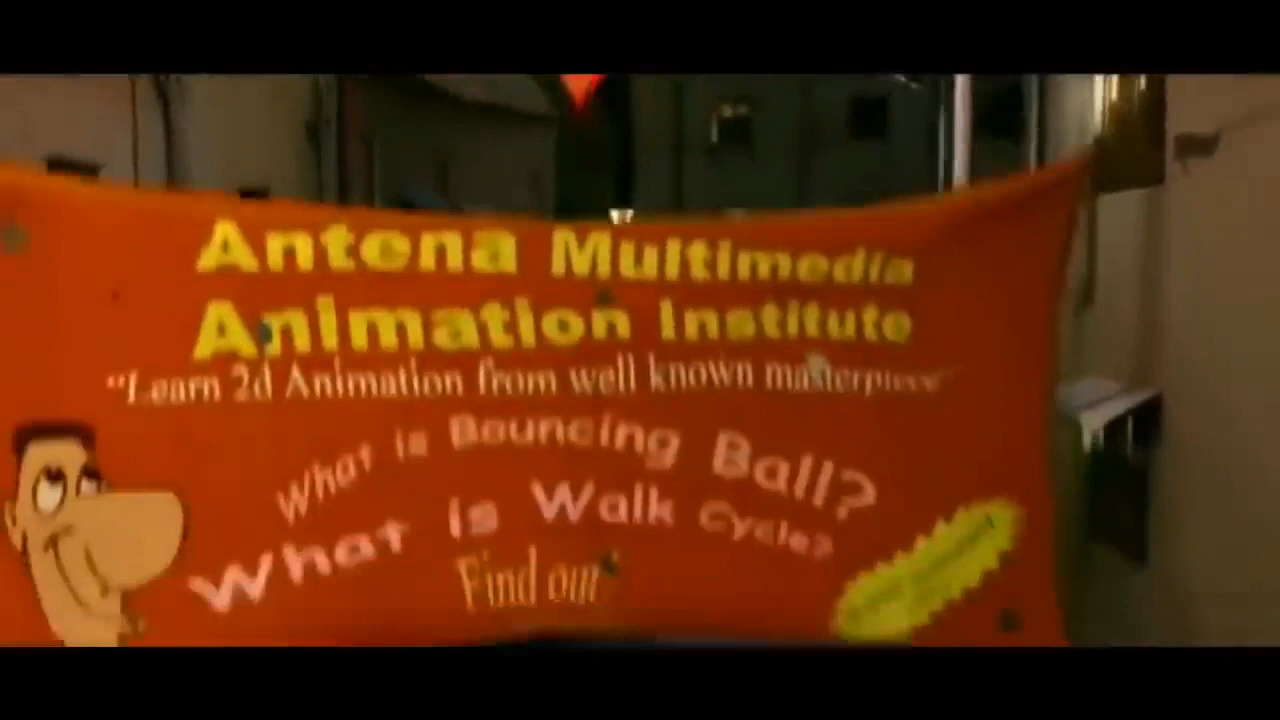 Antena Multimedia
Animation Institute
"Learn 2d Animation from well known masterpiece"
What is Bouncing Ball?
What is Walk Cycle?
Find out